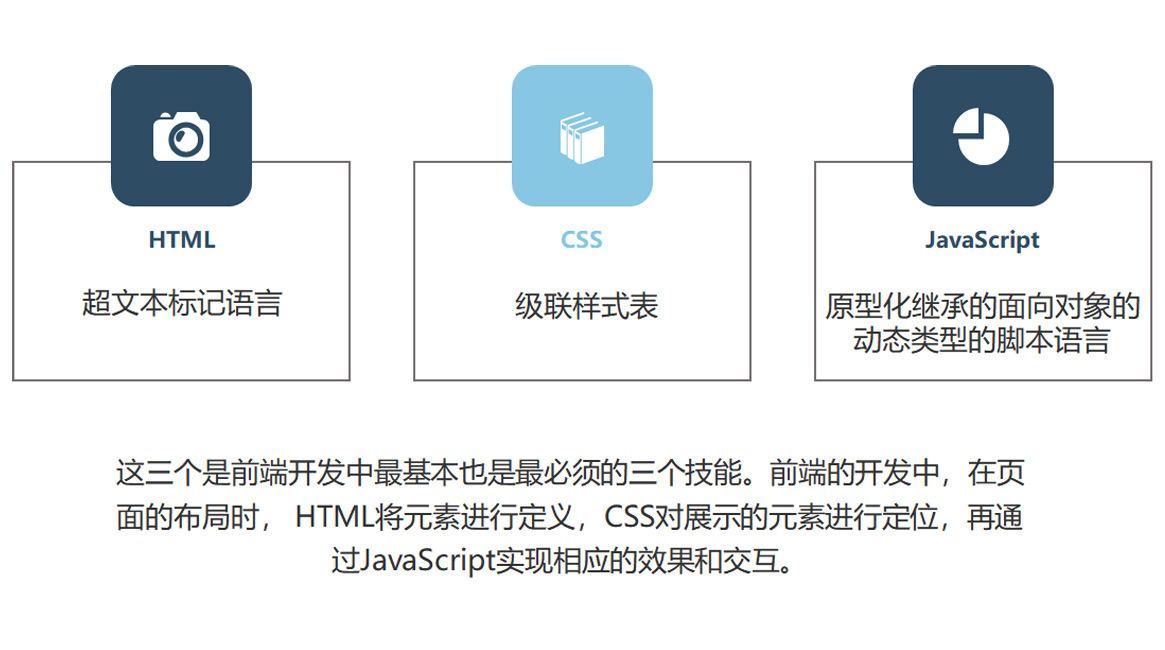 HTML
超文本标记语言
CSS
级联样式表
JavaScript
原型化继承的面向对象的
动态类型的脚本语言
这三个是前端开发中最基本也是最必须的三个技能。前端的开发中，在页
面的布局时， HTML将元素进行定义，CSS对展示的元素进行定位，再通
过JavaScript实现相应的效果和交互。